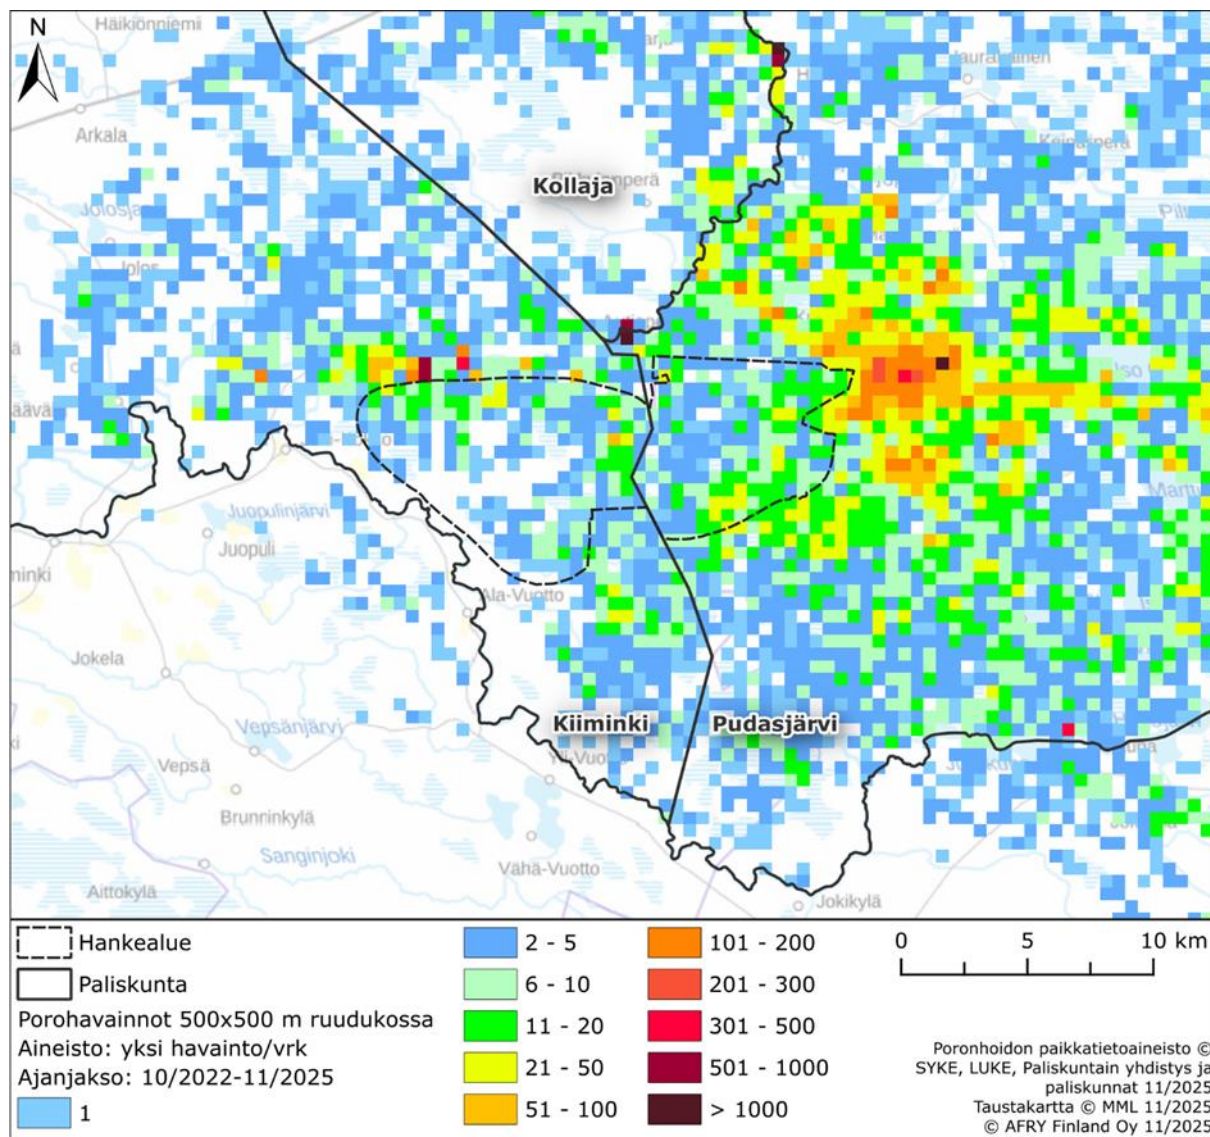 N
Häikiönniemi
Arkala
Kollaja
Jolos
Juopulinjärvi
Juopuli
Ala-Vuotto
Jokela
Kiiminki
Pudasjärvi
Vepsänjärvi
Vepsä
Brunninkylä
Sanginjoki
Vähä-Vuotto
Aittokylä
Jokikylä
Hankealue
Paliskunta
Porohavainnot 500x500 m ruudukossa
Aineisto: yksi havainto/vrk
Ajanjakso: 10/2022-11/2025
1
2 - 5
6 - 10
11 - 20
21 - 50
51 - 100
101 - 200
201 - 300
301 - 500
501 - 1000
> 1000
0 5 10 km
Poronhoidon paikkatietoaineisto ©
SYKE, LUKE, Paliskuntain yhdistys ja
paliskunnat 11/2025
Taustakartta © MML 11/2025
© AFRY Finland Oy 11/2025